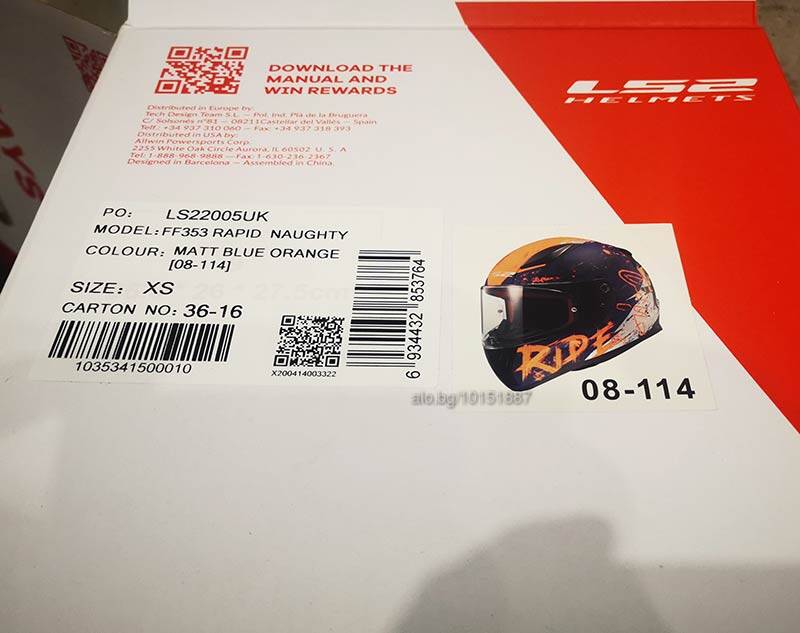 DOWNLOAD THE
MANUAL AND
WIN REWARDS
LS2
HELMETS
Distributed in Europe by:
Tech Design Team S.L. – Pol. Ind. Pla de la Bruguera
C/ Solsonès nº81 – 08211Castellar del Vallès – Spain
Telf.: +34 937 310 060 – Fax: +34 937 318 393
Distributed in USA by:
Allwin Powersports Corp.
2255 White Oak Circle Aurora, IL 60502 U. S. A
Tel: 1-888-968-9888 – Fax: 1-630-236-2367
Designed in Barcelona – Assembled in China.
PO: LS22005UK
MODEL: FF353 RAPID NAUGHTY
COLOUR: MATT BLUE ORANGE
[08-114]
SIZE: XS
CARTON NO: 36-16
1035341500010
X200414003322
6 934432 853764
RIDE
08-114
alo.bg/10151887